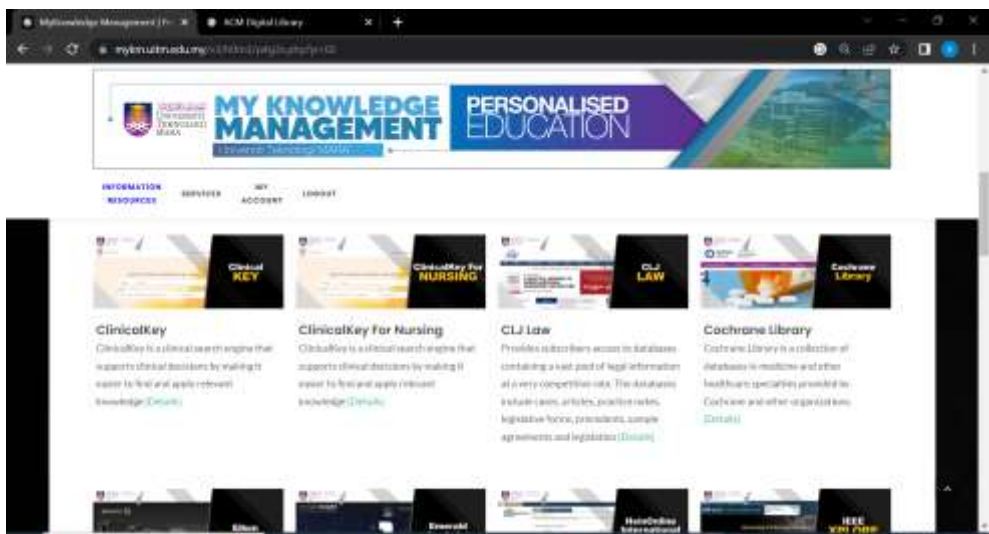 MyKnowledge Management | Pr
ACM Digital Library
mykm.uitm.edu.my
UNIVERSITI
TEKNOLOGI
MARA
MY KNOWLEDGE
MANAGEMENT
Universiti Teknologi MARA
PERSONALISED
EDUCATION
INFORMATION
RESOURCES
SERVICES
MY
ACCOUNT
LOGOUT
Clinical
KEY
ClinicalKey For
NURSING
CLJ
LAW
Cochrane
Library
ClinicalKey
ClinicalKey is a clinical search engine that
supports clinical decisions by making it
easier to find and apply relevant
knowledge (Details)
ClinicalKey For Nursing
ClinicalKey is a clinical search engine that
supports clinical decisions by making it
easier to find and apply relevant
knowledge (Details)
CLJ Law
Provides subscribers access to databases
containing a vast pool of legal information
at a very competitive rate. The databases
include cases, articles, practice notes,
legislative forms, precedents, sample
agreements and legislation (Details)
Cochrane Library
Cochrane Library is a collection of
databases in medicine and other
healthcare specialties provided by
Cochrane and other organizations.
(Details)
Emerald
HeinOnline
International
IEEE
XPLORE